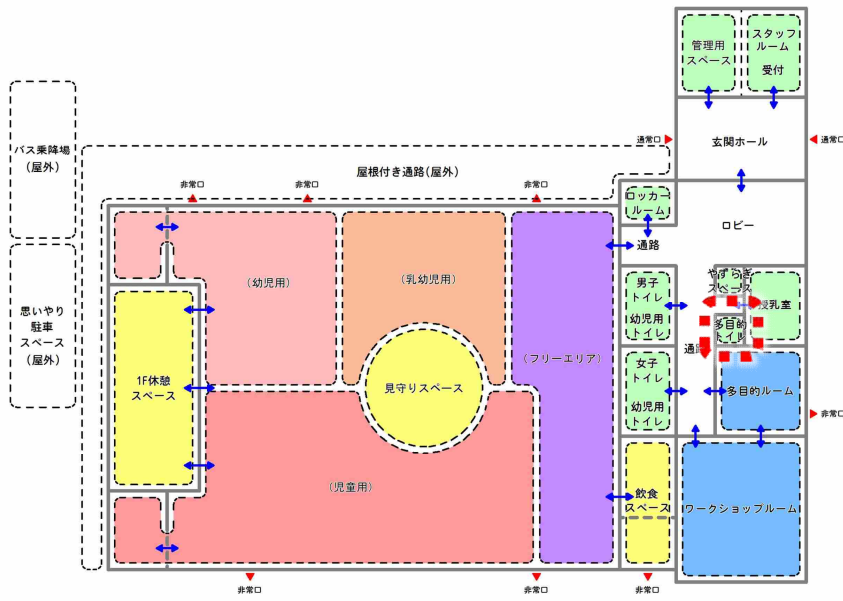 管理用
スペース
スタッフ
ルーム
受付
通常口
玄関ホール
通常口
バス乗降場
(屋外)
屋根付き通路(屋外)
非常口
非常口
非常口
ロッカー
ルーム
ロビー
通路
(幼児用)
(乳幼児用)
(フリーエリア)
男子
トイレ
幼児用
トイレ
やすらぎ
スペース
授乳室
多目的
トイレ
通路
思いやり
駐車
スペース
(屋外)
1F休憩
スペース
見守りスペース
女子
トイレ
幼児用
トイレ
多目的ルーム
非常口
(児童用)
飲食
スペース
ワークショップルーム
非常口
非常口
非常口